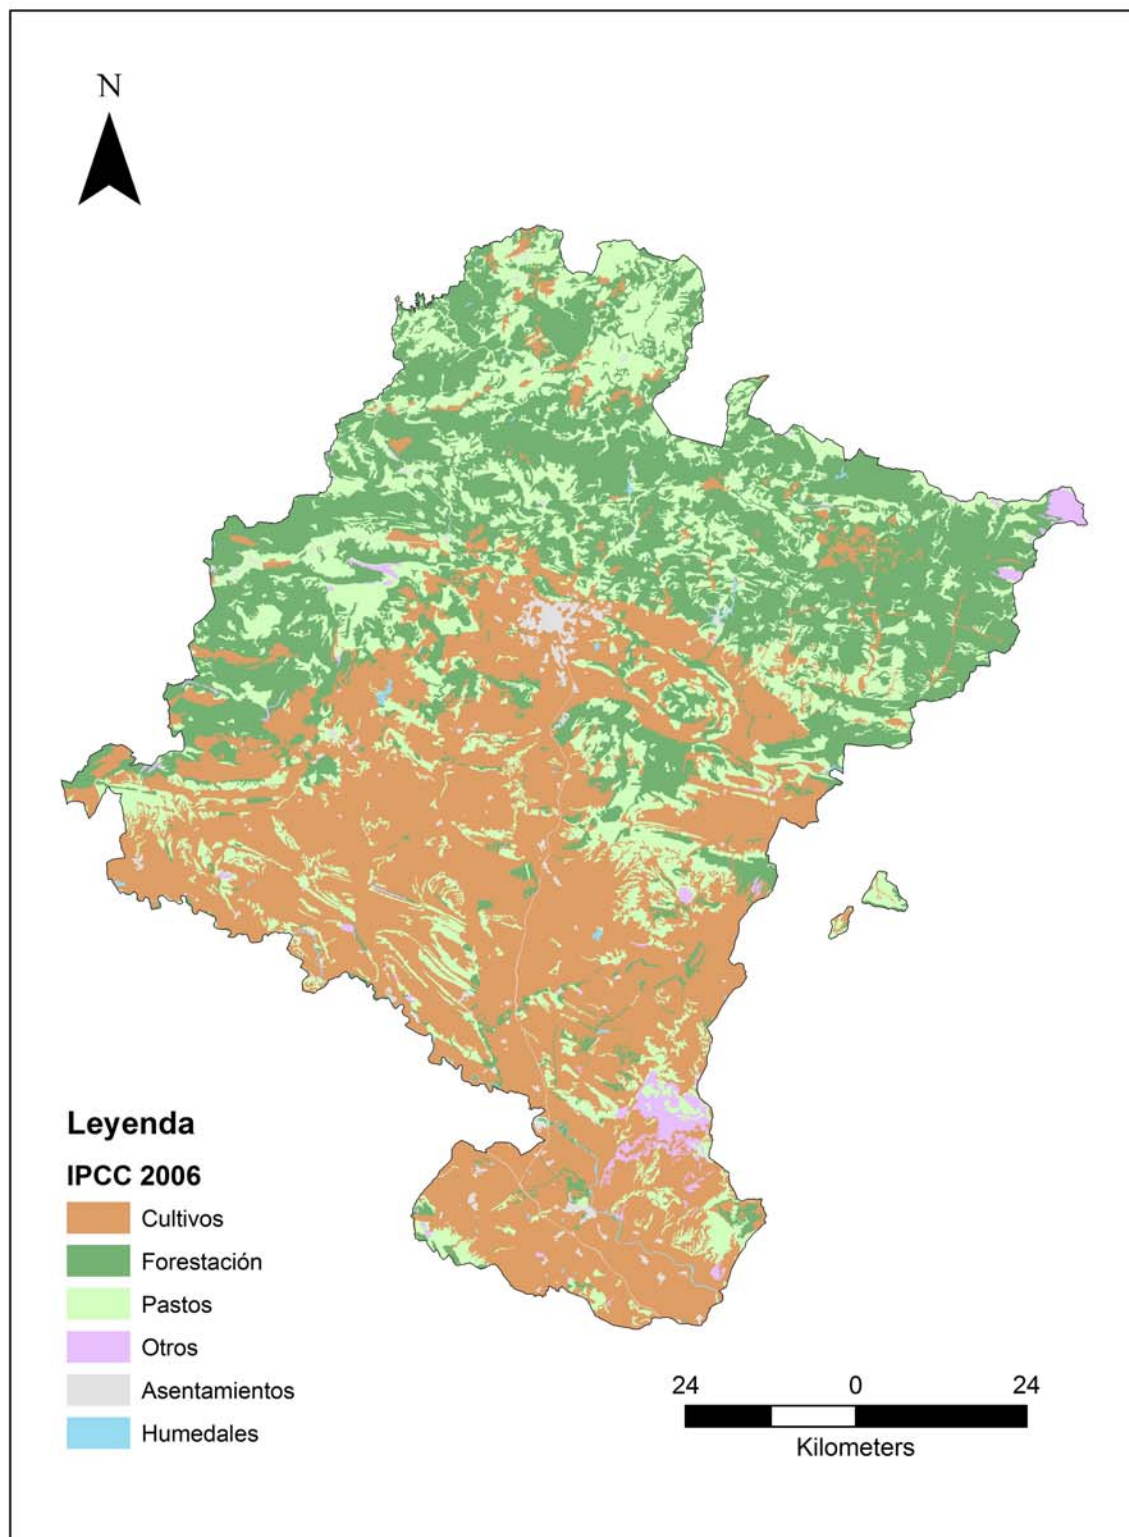 N
Leyenda
IPCC 2006
Cultivos
Forestación
Pastos
Otros
Asentamientos
Humedales
24 0 24
Kilometers